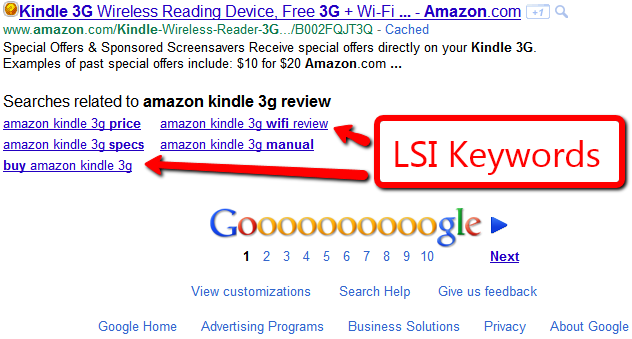 Kindle 3G Wireless Reading Device, Free 3G + Wi-Fi ... - Amazon.com +1
www.amazon.com/Kindle-Wireless-Reader-3G.../B002FQJT3Q - Cached
Special Offers & Sponsored Screensavers Receive special offers directly on your Kindle 3G.
Examples of past special offers include: $10 for $20 Amazon.com ...
Searches related to amazon kindle 3g review
amazon kindle 3g price amazon kindle 3g wifi review
amazon kindle 3g specs amazon kindle 3g manual
buy amazon kindle 3g
LSI Keywords
Goooooooooogle
1 2 3 4 5 6 7 8 9 10 Next
View customizations Search Help Give us feedback
Google Home Advertising Programs Business Solutions Privacy About Google